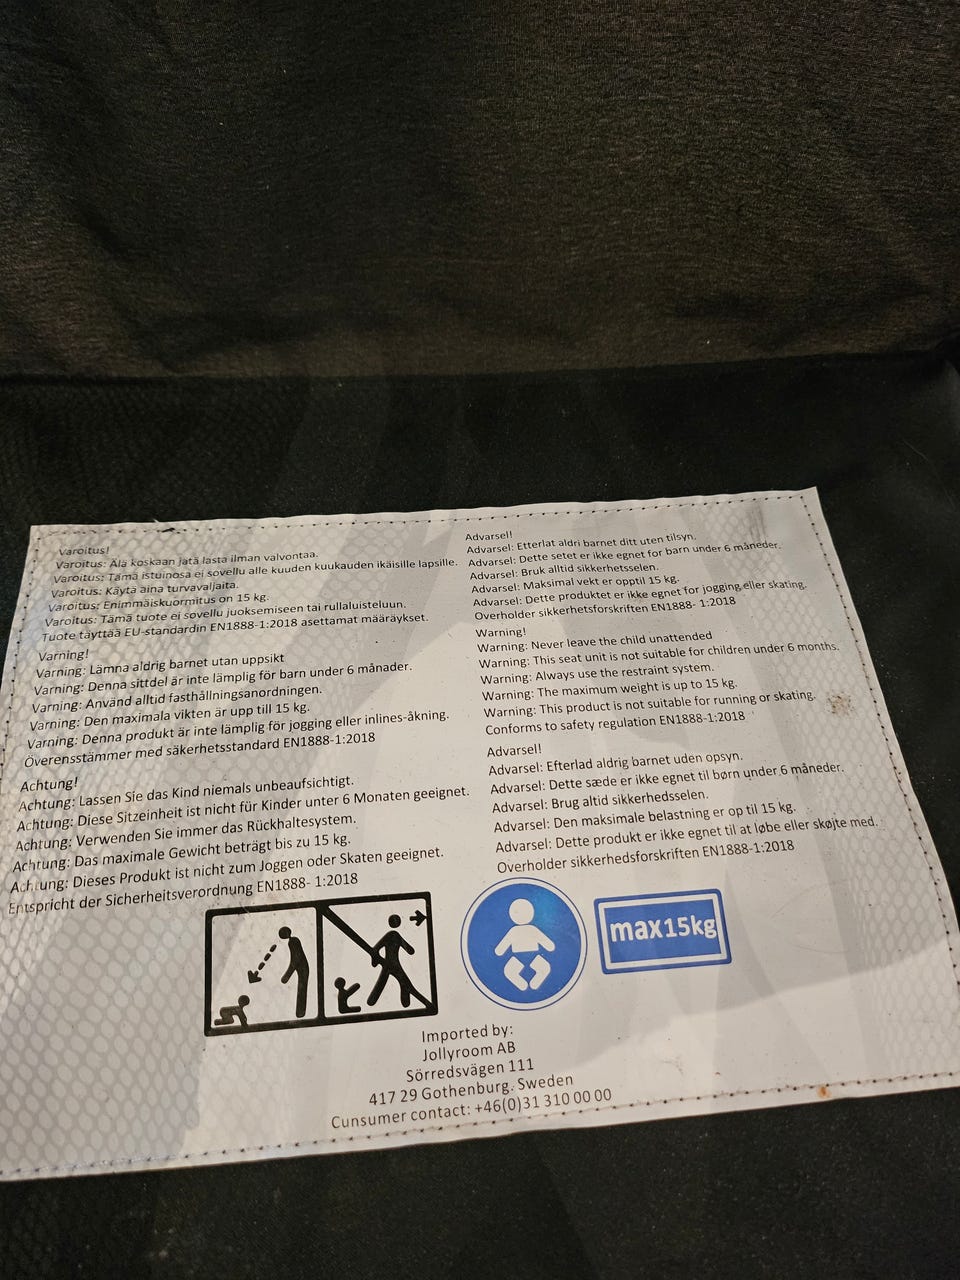 Varoitus!
Varoitus: Älä koskaan jätä lasta ilman valvontaa.
Varoitus: Tämä istuinosa ei sovellu alle kuuden kuukauden ikäisille lapsille.
Varoitus: Käytä aina turvavaljaita.
Varoitus: Enimmäiskuormitus on 15 kg.
Varoitus: Tämä tuote ei sovellu juoksemiseen tai rullaluisteluun.
Tuote täyttää EU-standardin EN1888-1:2018 asettamat määräykset.
Varning!
Varning: Lämna aldrig barnet utan uppsikt
Varning: Denna sittdel är inte lämplig för barn under 6 månader.
Varning: Använd alltid fasthållningsanordningen.
Varning: Den maximala vikten är upp till 15 kg.
Varning: Denna produkt är inte lämplig för jogging eller inlines-åkning.
Överensstämmer med säkerhetsstandard EN1888-1:2018
Achtung!
Achtung: Lassen Sie das Kind niemals unbeaufsichtigt.
Achtung: Diese Sitzeinheit ist nicht für Kinder unter 6 Monaten geeignet.
Achtung: Verwenden Sie immer das Rückhaltesystem.
Achtung: Das maximale Gewicht beträgt bis zu 15 kg.
Achtung: Dieses Produkt ist nicht zum Joggen oder Skaten geeignet.
Entspricht der Sicherheitsverordnung EN1888- 1:2018
Advarsel!
Advarsel: Etterlat aldri barnet ditt uten tilsyn.
Advarsel: Dette setet er ikke egnet for barn under 6 måneder.
Advarsel: Bruk alltid sikkerhetsselen.
Advarsel: Maksimal vekt er opptil 15 kg.
Advarsel: Dette produktet er ikke egnet for jogging eller skating.
Overholder sikkerhetsforskriften EN1888- 1:2018
Warning!
Warning: Never leave the child unattended
Warning: This seat unit is not suitable for children under 6 months.
Warning: Always use the restraint system.
Warning: The maximum weight is up to 15 kg.
Warning: This product is not suitable for running or skating.
Conforms to safety regulation EN1888-1:2018
Advarsel!
Advarsel: Efterlad aldrig barnet uden opsyn.
Advarsel: Dette sæde er ikke egnet til børn under 6 måneder.
Advarsel: Brug altid sikkerhedsselen.
Advarsel: Den maksimale belastning er op til 15 kg.
Advarsel: Dette produkt er ikke egnet til at løbe eller skøjte med.
Overholder sikkerhedsforskriften EN1888-1:2018
max15kg
Imported by:
Jollyroom AB
Sörredsvägen 111
417 29 Gothenburg. Sweden
Cunsumer contact: +46(0)31 310 00 00